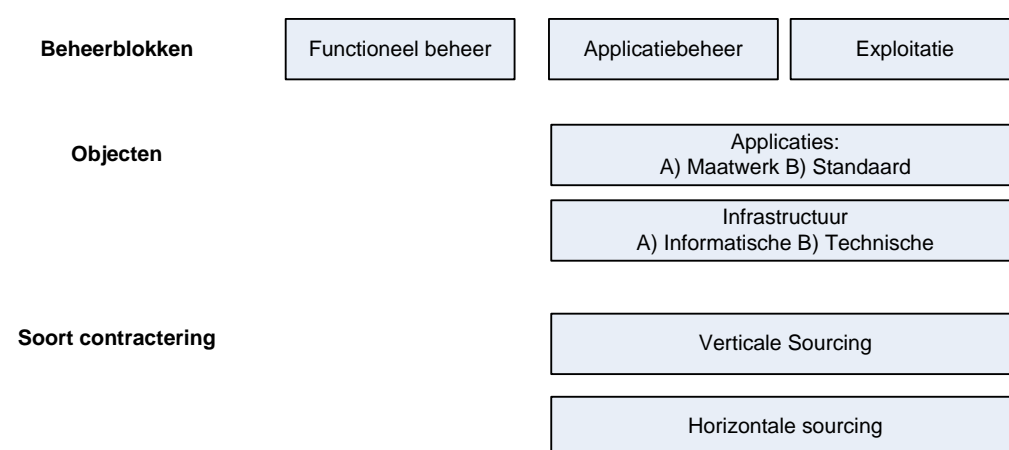 Beheerblokken
Functioneel beheer
Applicatiebeheer
Exploitatie
Objecten
Applicaties:
A) Maatwerk B) Standaard
Infrastructuur
A) Informatische B) Technische
Soort contractering
Verticale Sourcing
Horizontale sourcing